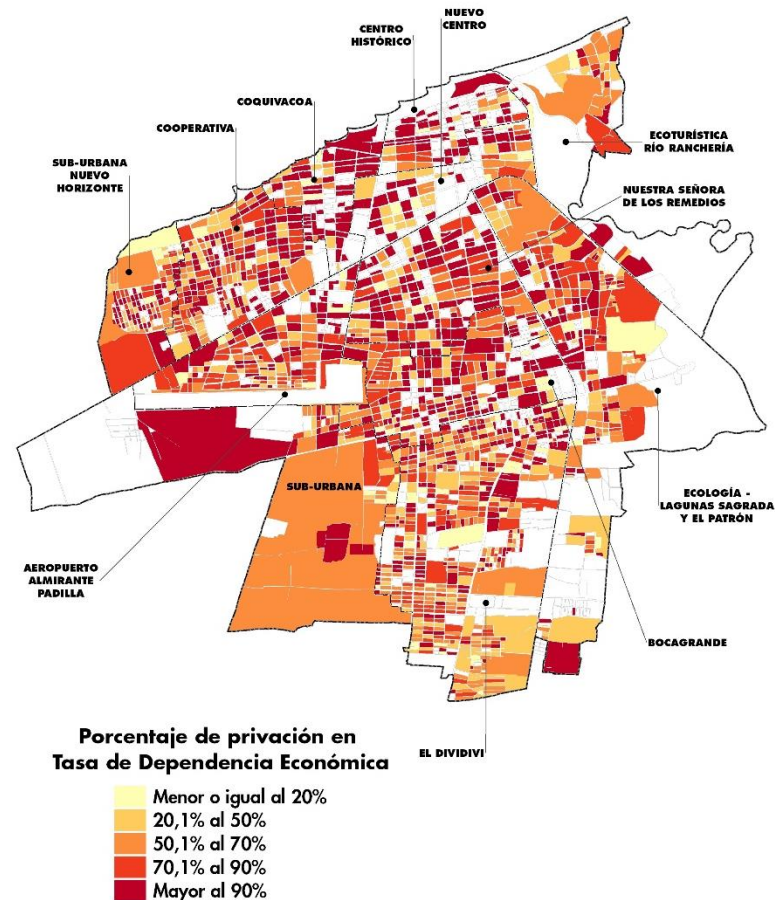 NUEVO
CENTRO
CENTRO
HISTÓRICO
COQUIVACOA
COOPERATIVA
SUB-URBANA
NUEVO
HORIZONTE
ECOTURÍSTICA
RÍO RANCHERÍA
NUESTRA SEÑORA
DE LOS REMEDIOS
SUB-URBANA
ECOLOGÍA -
LAGUNAS SAGRADA
Y EL PATRÓN
AEROPUERTO
ALMIRANTE
PADILLA
BOCAGRANDE
EL DIVIDIVI
Porcentaje de privación en
Tasa de Dependencia Económica
Menor o igual al 20%
20,1% al 50%
50,1% al 70%
70,1% al 90%
Mayor al 90%